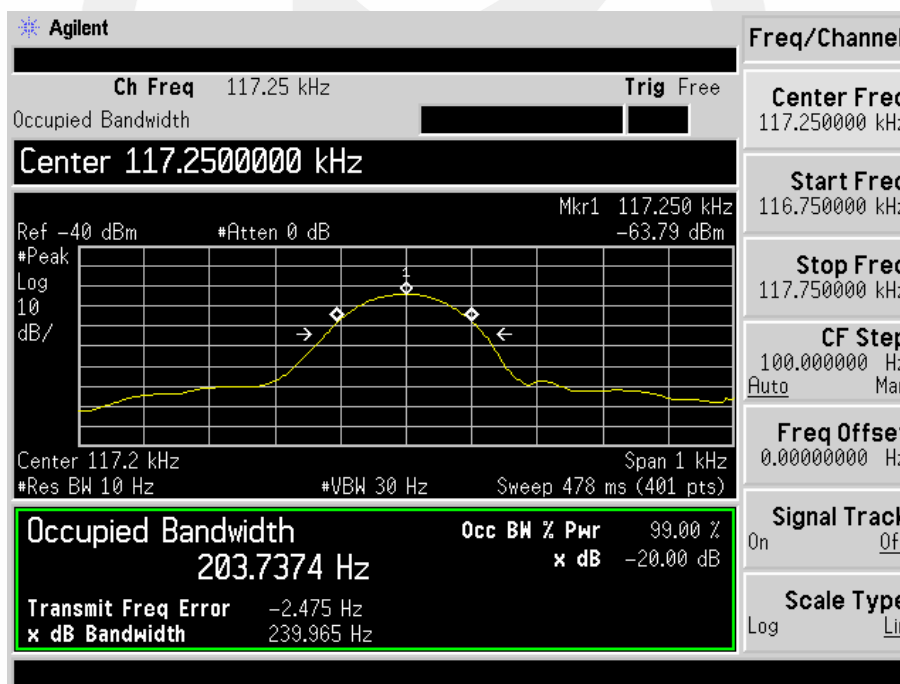 Agilent
Freq/Channel
Ch Freq 117.25 kHz Trig Free
Occupied Bandwidth
Center 117.2500000 kHz
Mkr1 117.250 kHz
Ref -40 dBm #Atten 0 dB -63.79 dBm
#Peak
Log
10
dB/
1
Center 117.2 kHz Span 1 kHz
#Res BW 10 Hz #VBW 30 Hz Sweep 478 ms (401 pts)
Occupied Bandwidth
203.7374 Hz
Occ BW % Pwr 99.00 %
x dB -20.00 dB
Transmit Freq Error -2.475 Hz
x dB Bandwidth 239.965 Hz
Center Freq
117.250000 kHz
Start Freq
116.750000 kHz
Stop Freq
117.750000 kHz
CF Step
100.000000 Hz
Auto Man
Freq Offset
0.00000000 Hz
Signal Track
On Off
Scale Type
Log Lin